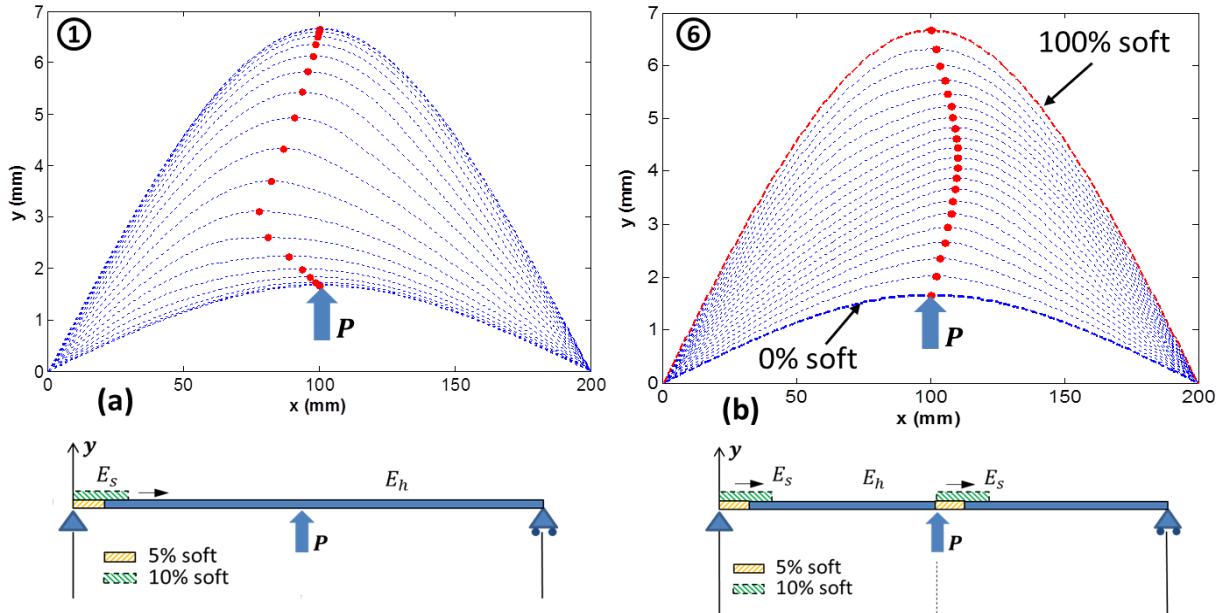 ①
7
6
5
4
3
2
1
0
y (mm)
0 50 100 150 200
x (mm)
P
(a)
⑥
7
6
5
4
3
2
1
0
y (mm)
0 50 100 150 200
x (mm)
100% soft
0% soft
P
(b)
y
E_s
E_h
P
5% soft
10% soft
y
E_s
E_h
E_s
P
5% soft
10% soft